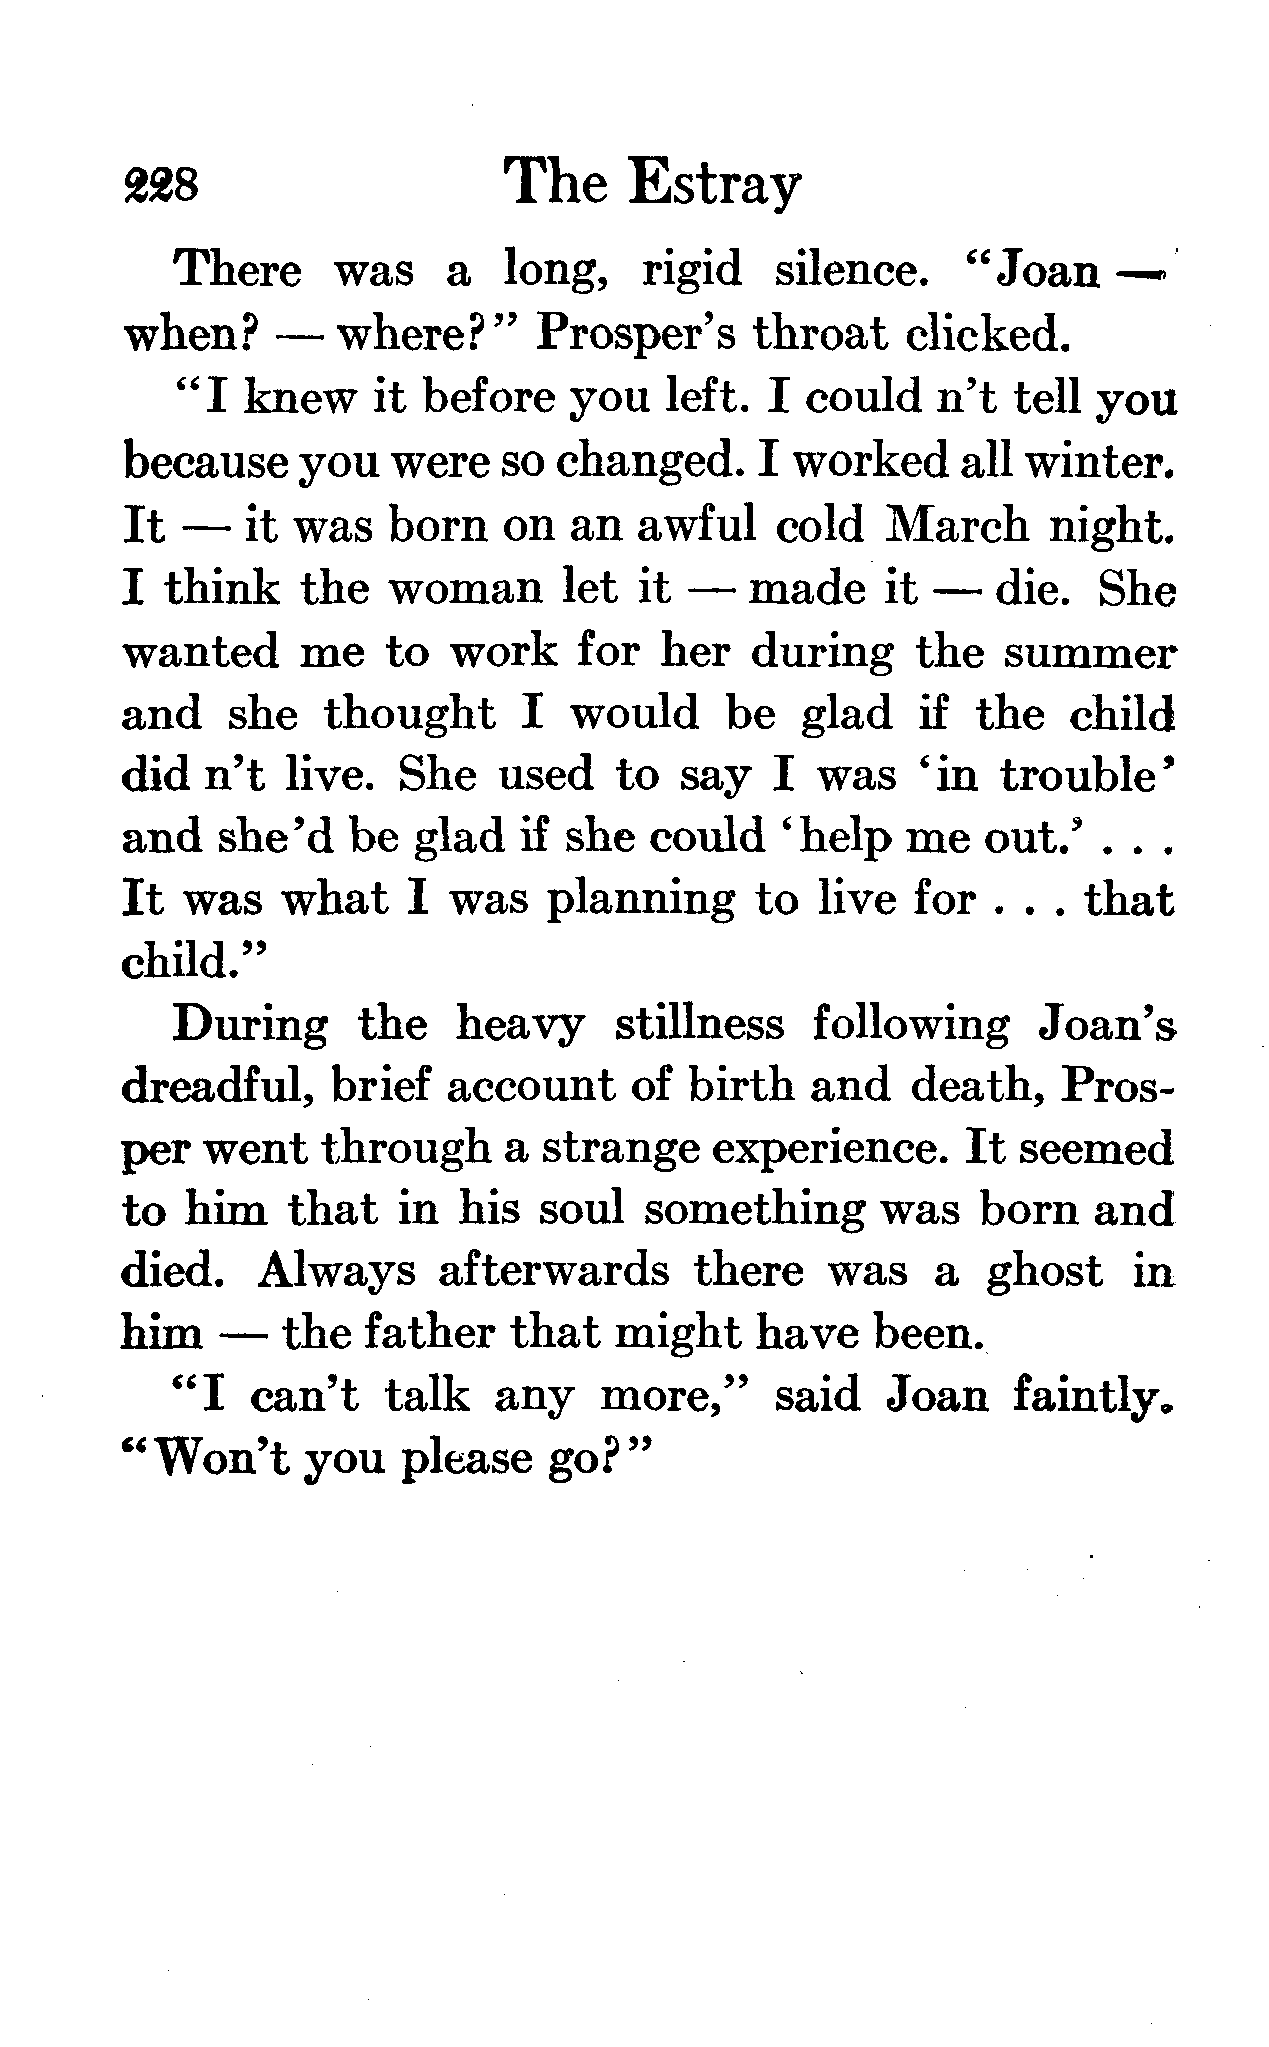 228 The Estray
There was a long, rigid silence. “Joan —
when? — where?” Prosper’s throat clicked.
“I knew it before you left. I could n’t tell you
because you were so changed. I worked all winter.
It — it was born on an awful cold March night.
I think the woman let it — made it — die. She
wanted me to work for her during the summer
and she thought I would be glad if the child
did n’t live. She used to say I was ‘in trouble’
and she’d be glad if she could ‘help me out.’ . . .
It was what I was planning to live for . . . that
child.”
During the heavy stillness following Joan’s
dreadful, brief account of birth and death, Pros-
per went through a strange experience. It seemed
to him that in his soul something was born and
died. Always afterwards there was a ghost in
him — the father that might have been.
“I can’t talk any more,” said Joan faintly.
“Won’t you please go?”